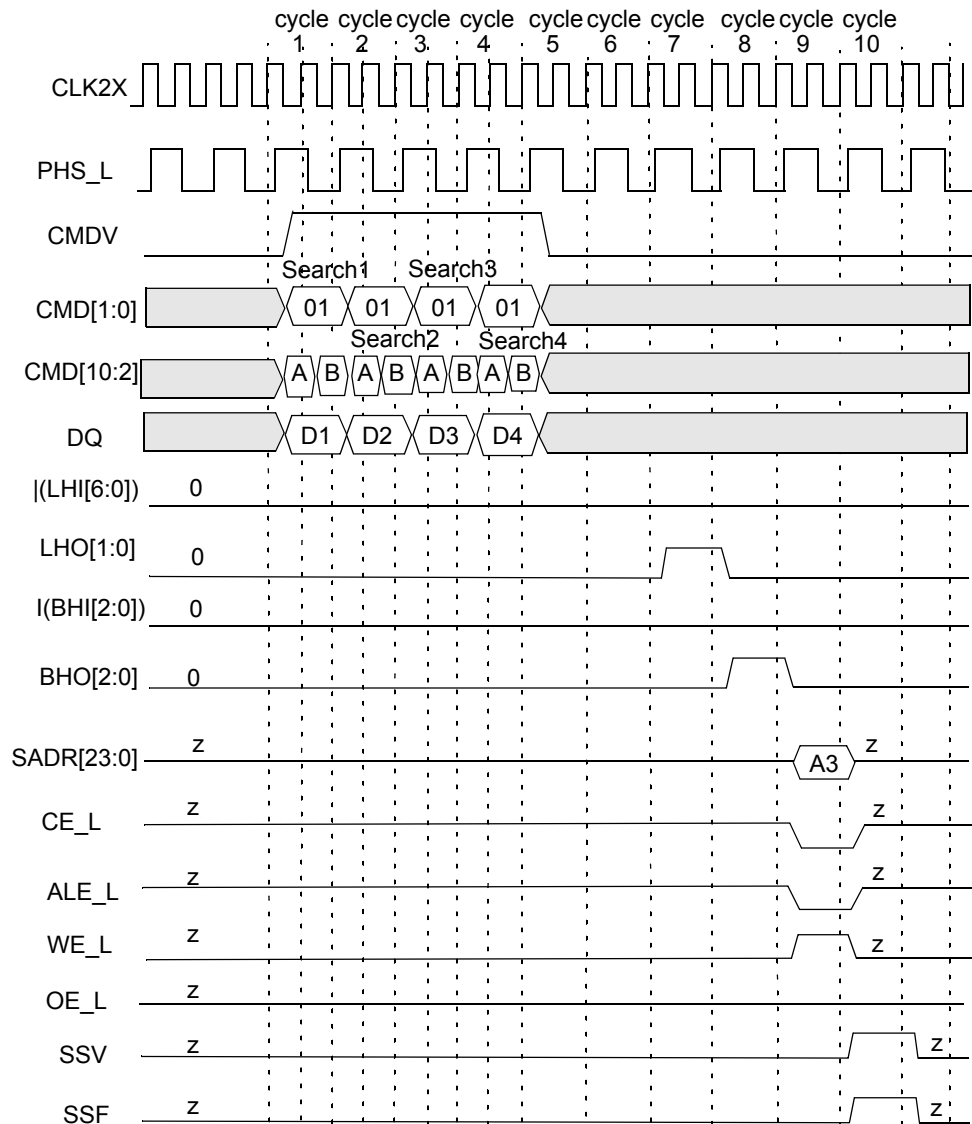 cycle cycle cycle cycle cycle cycle cycle cycle cycle cycle
1 2 3 4 5 6 7 8 9 10
CLK2X
PHS_L
CMDV
Search1 Search3
CMD[1:0] 01 01 01 01
Search2 Search4
CMD[10:2] A B A B A B A B
DQ D1 D2 D3 D4
|(LHI[6:0]) 0
LHO[1:0] 0
I(BHI[2:0]) 0
BHO[2:0] 0
SADR[23:0] z A3 z
CE_L z z
ALE_L z z
WE_L z z
OE_L z
SSV z z
SSF z z